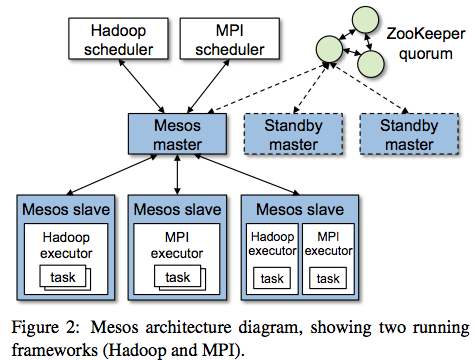 Hadoop
scheduler
MPI
scheduler
ZooKeeper
quorum
Mesos
master
Standby
master
Standby
master
Mesos slave
Hadoop
executor
task
Mesos slave
MPI
executor
task
Mesos slave
Hadoop
executor
task
MPI
executor
task
Figure 2: Mesos architecture diagram, showing two running
frameworks (Hadoop and MPI).